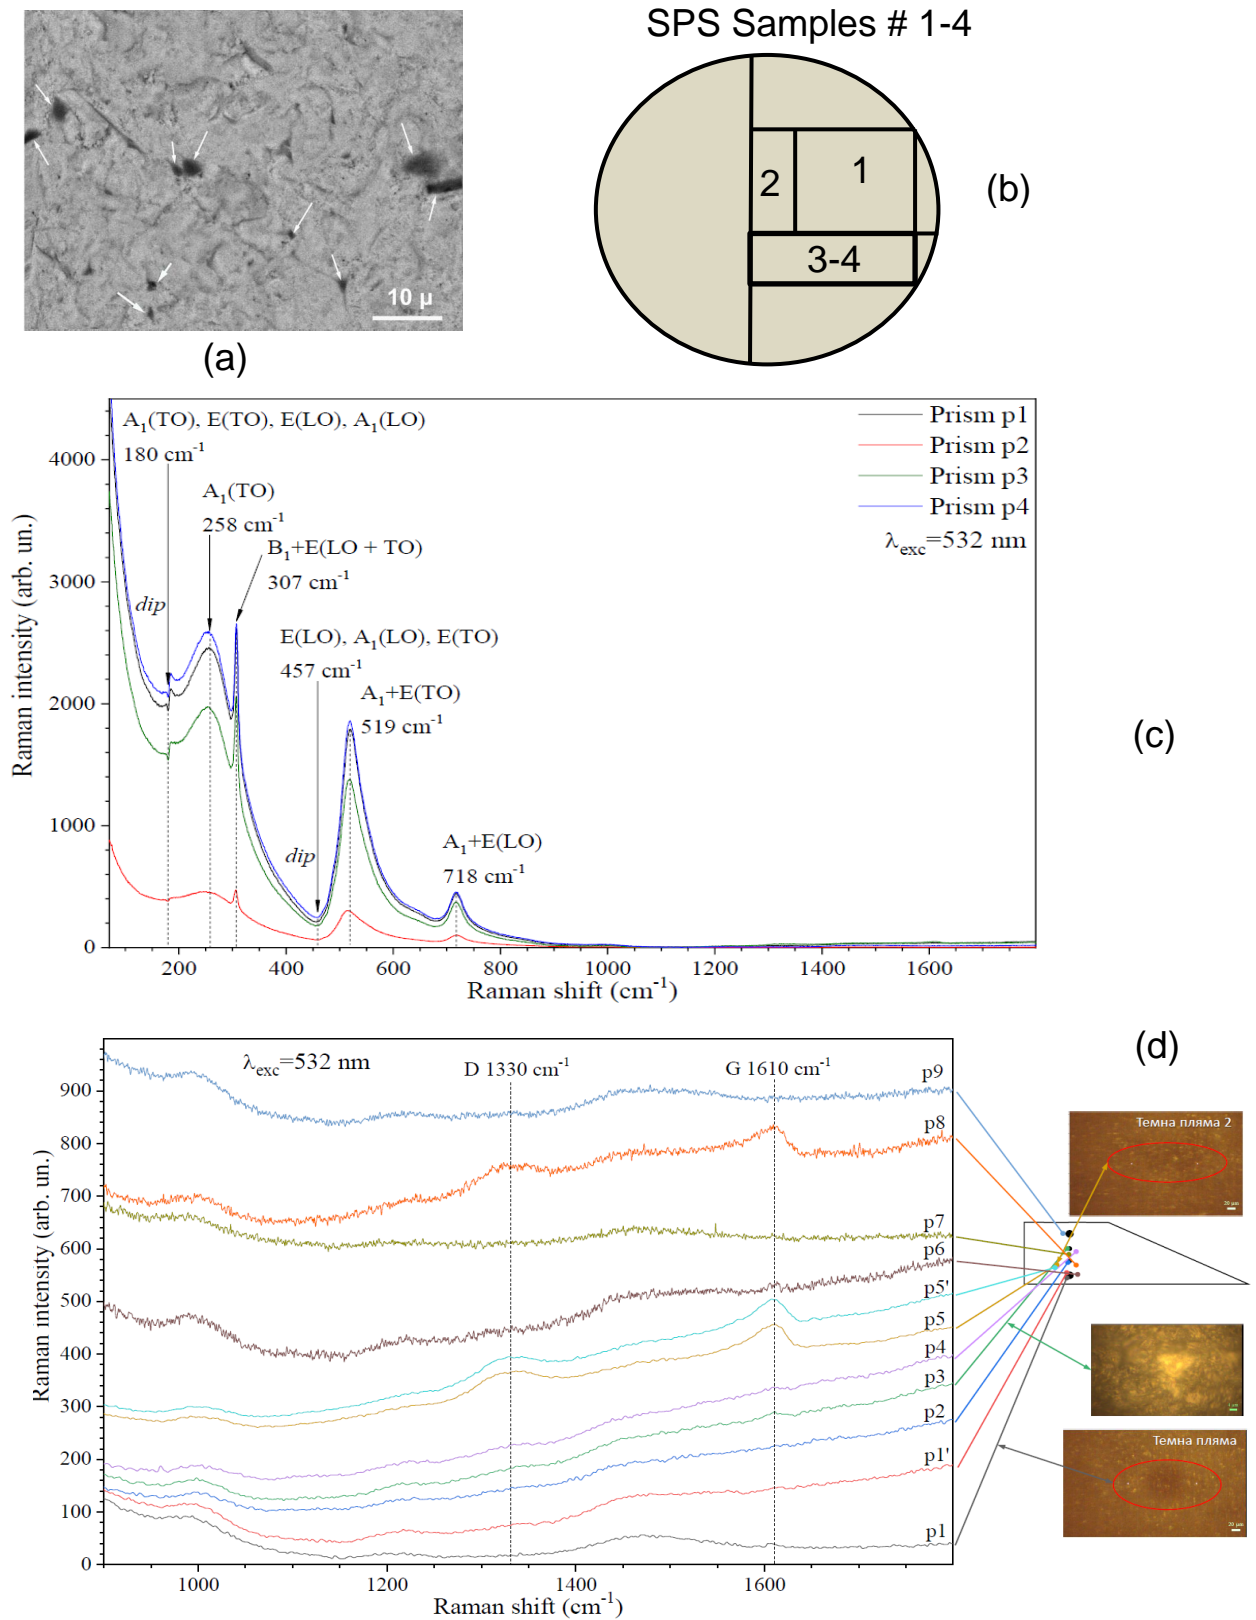 SPS Samples # 1-4
10 µ
(a)
2
1
3-4
(b)
A₁(TO), E(TO), E(LO), A₁(LO)
180 cm⁻¹
A₁(TO)
258 cm⁻¹
B₁+E(LO + TO)
307 cm⁻¹
dip
E(LO), A₁(LO), E(TO)
457 cm⁻¹
A₁+E(TO)
519 cm⁻¹
dip
A₁+E(LO)
718 cm⁻¹
Prism p1
Prism p2
Prism p3
Prism p4
λexc=532 nm
Raman intensity (arb. un.)
4000
3000
2000
1000
0
200 400 600 800 1000 1200 1400 1600
Raman shift (cm⁻¹)
(c)
(d)
λexc=532 nm
D 1330 cm⁻¹
G 1610 cm⁻¹
p9
p8
p7
p6
p5'
p5
p4
p3
p2
p1'
p1
Raman intensity (arb. un.)
900
800
700
600
500
400
300
200
100
0
1000 1200 1400 1600
Raman shift (cm⁻¹)
Темна пляма 2
20 µm
Темна пляма
20 µm